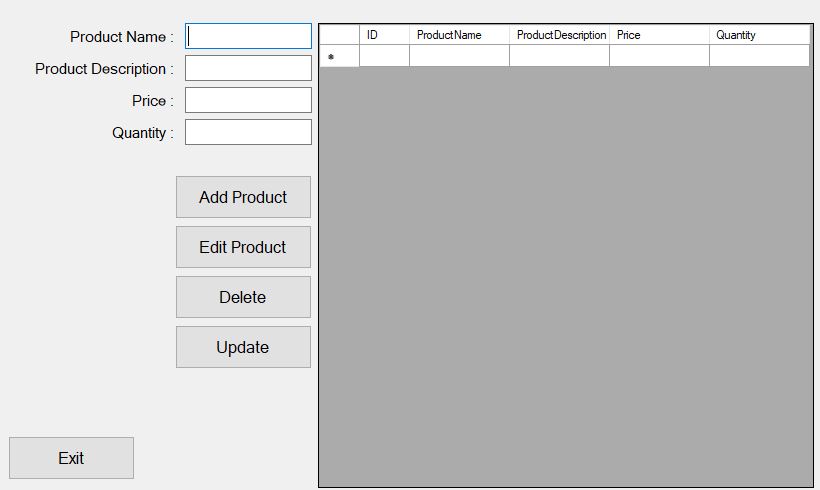 Product Name :
Product Description :
Price :
Quantity :
Add Product
Edit Product
Delete
Update
Exit
ID ProductName ProductDescription Price Quantity